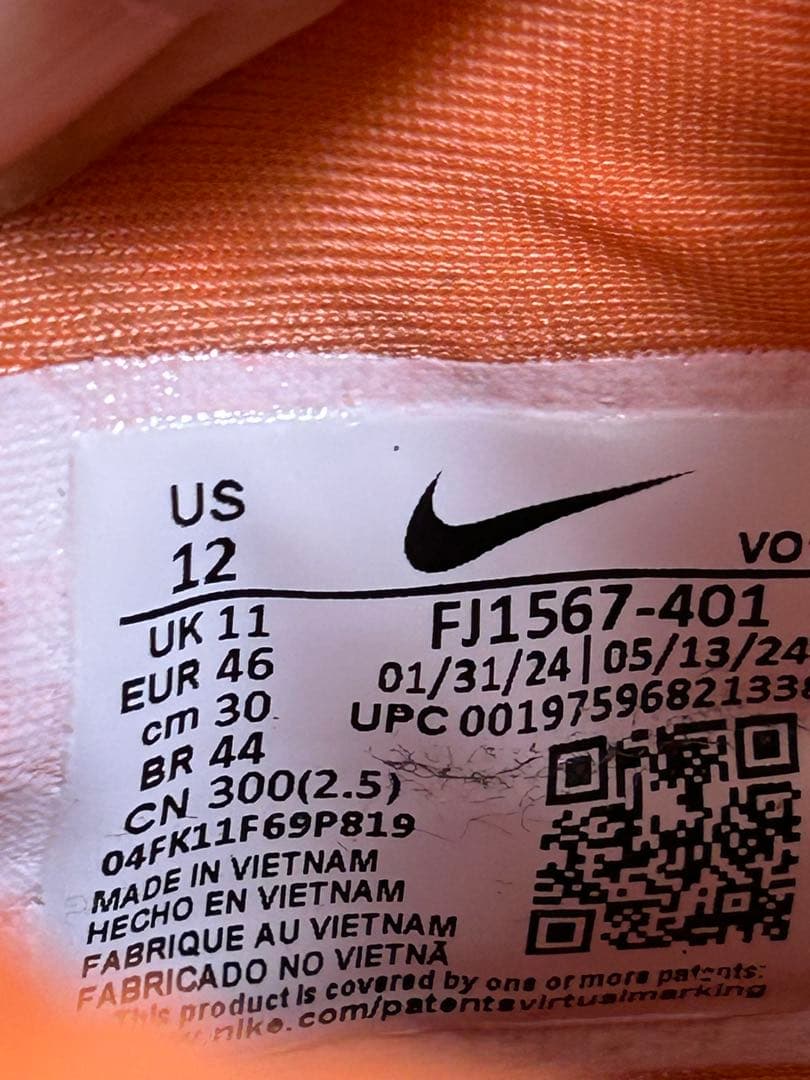 US
12
VO
UK 11
EUR 46
cm 30
BR 44
CN 300(2.5)
FJ1567-401
01/31/24 | 05/13/24
UPC 00197596821338
04FK11F69P819
MADE IN VIETNAM
HECHO EN VIETNAM
FABRIQUE AU VIETNAM
FABRICADO NO VIETNÃ
This product is covered by one or more patents:
nike.com/patentsvirtualmarking